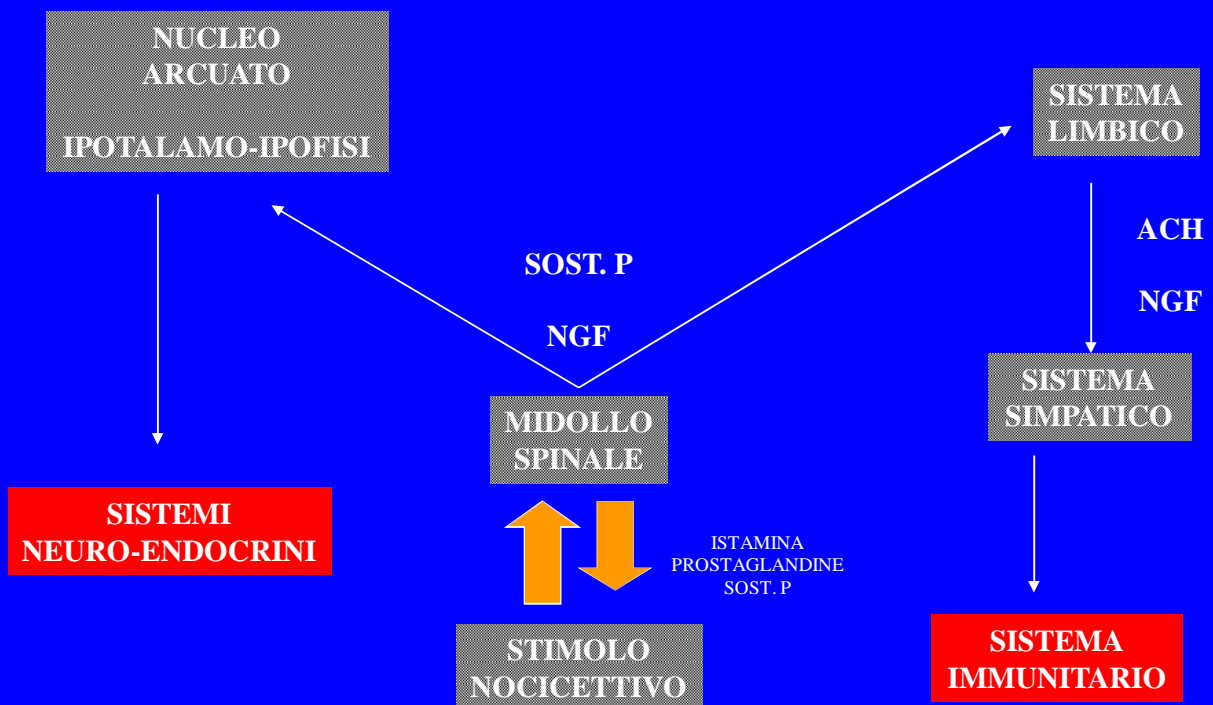 NUCLEO
ARCUATO
IPOTALAMO-IPOFISI
SISTEMA
LIMBICO
ACH
NGF
SOST. P
NGF
SISTEMA
SIMPATICO
MIDOLLO
SPINALE
SISTEMI
NEURO-ENDOCRINI
ISTAMINA
PROSTAGLANDINE
SOST. P
STIMOLO
NOCICETTIVO
SISTEMA
IMMUNITARIO